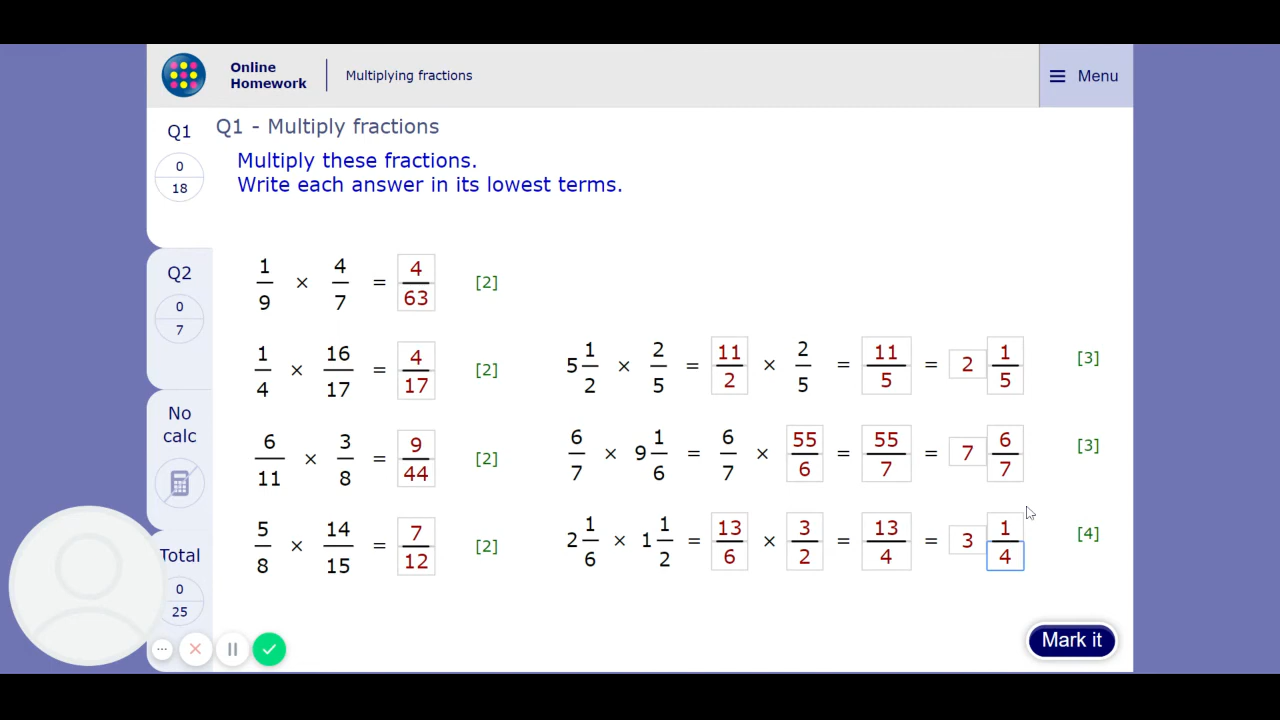 Online
Homework
Multiplying fractions
Menu
Q1
0
18
Q1 - Multiply fractions
Multiply these fractions.
Write each answer in its lowest terms.
Q2
0
7
No
calc
Total
0
25
1/9 × 4/7 = 4/63 [2]
1/4 × 16/17 = 4/17 [2]
6/11 × 3/8 = 9/44 [2]
5/8 × 14/15 = 7/12 [2]
5 1/2 × 2/5 = 11/2 × 2/5 = 11/5 = 2 1/5 [3]
6/7 × 9 1/6 = 6/7 × 55/6 = 55/7 = 7 6/7 [3]
2 1/6 × 1 1/2 = 13/6 × 3/2 = 13/4 = 3 1/4 [4]
Mark it